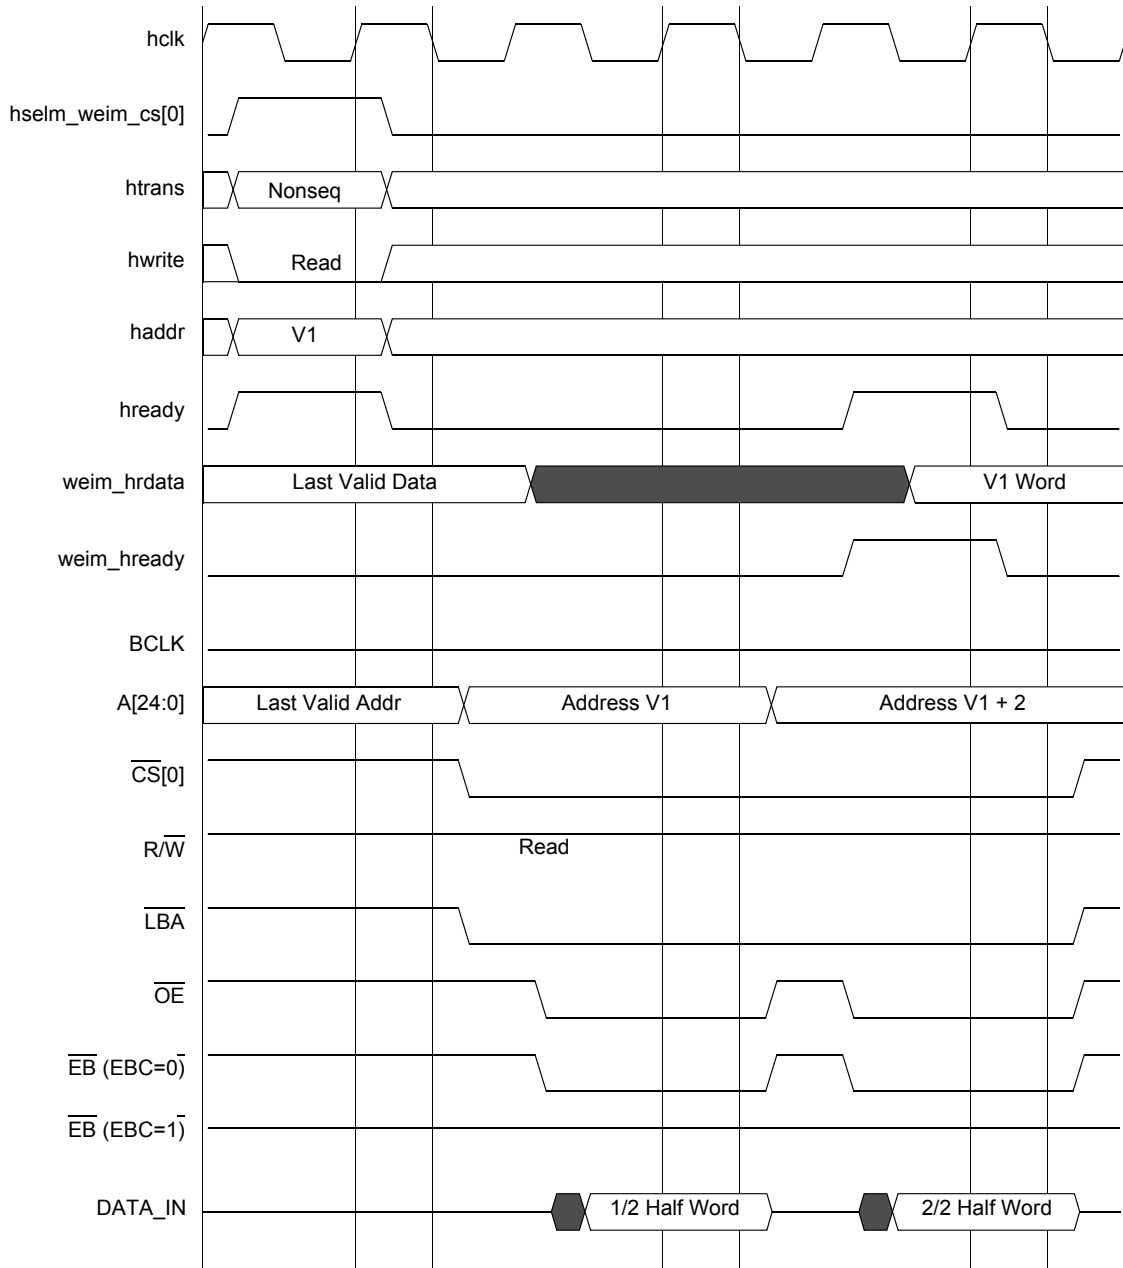 hclk
hselm_weim_cs[0]
htrans Nonseq
hwrite Read
haddr V1
hready
weim_hrdata Last Valid Data V1 Word
weim_hready
BCLK
A[24:0] Last Valid Addr Address V1 Address V1 + 2
CS[0]
R/W Read
LBA
OE
EB (EBC=0)
EB (EBC=1)
DATA_IN 1/2 Half Word 2/2 Half Word